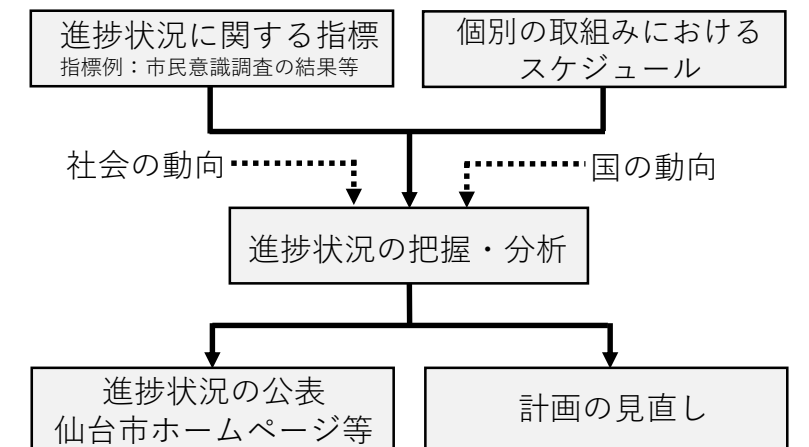 進捗状況に関する指標
指標例：市民意識調査の結果等
個別の取組みにおける
スケジュール
社会の動向
国の動向
進捗状況の把握・分析
進捗状況の公表
仙台市ホームページ等
計画の見直し